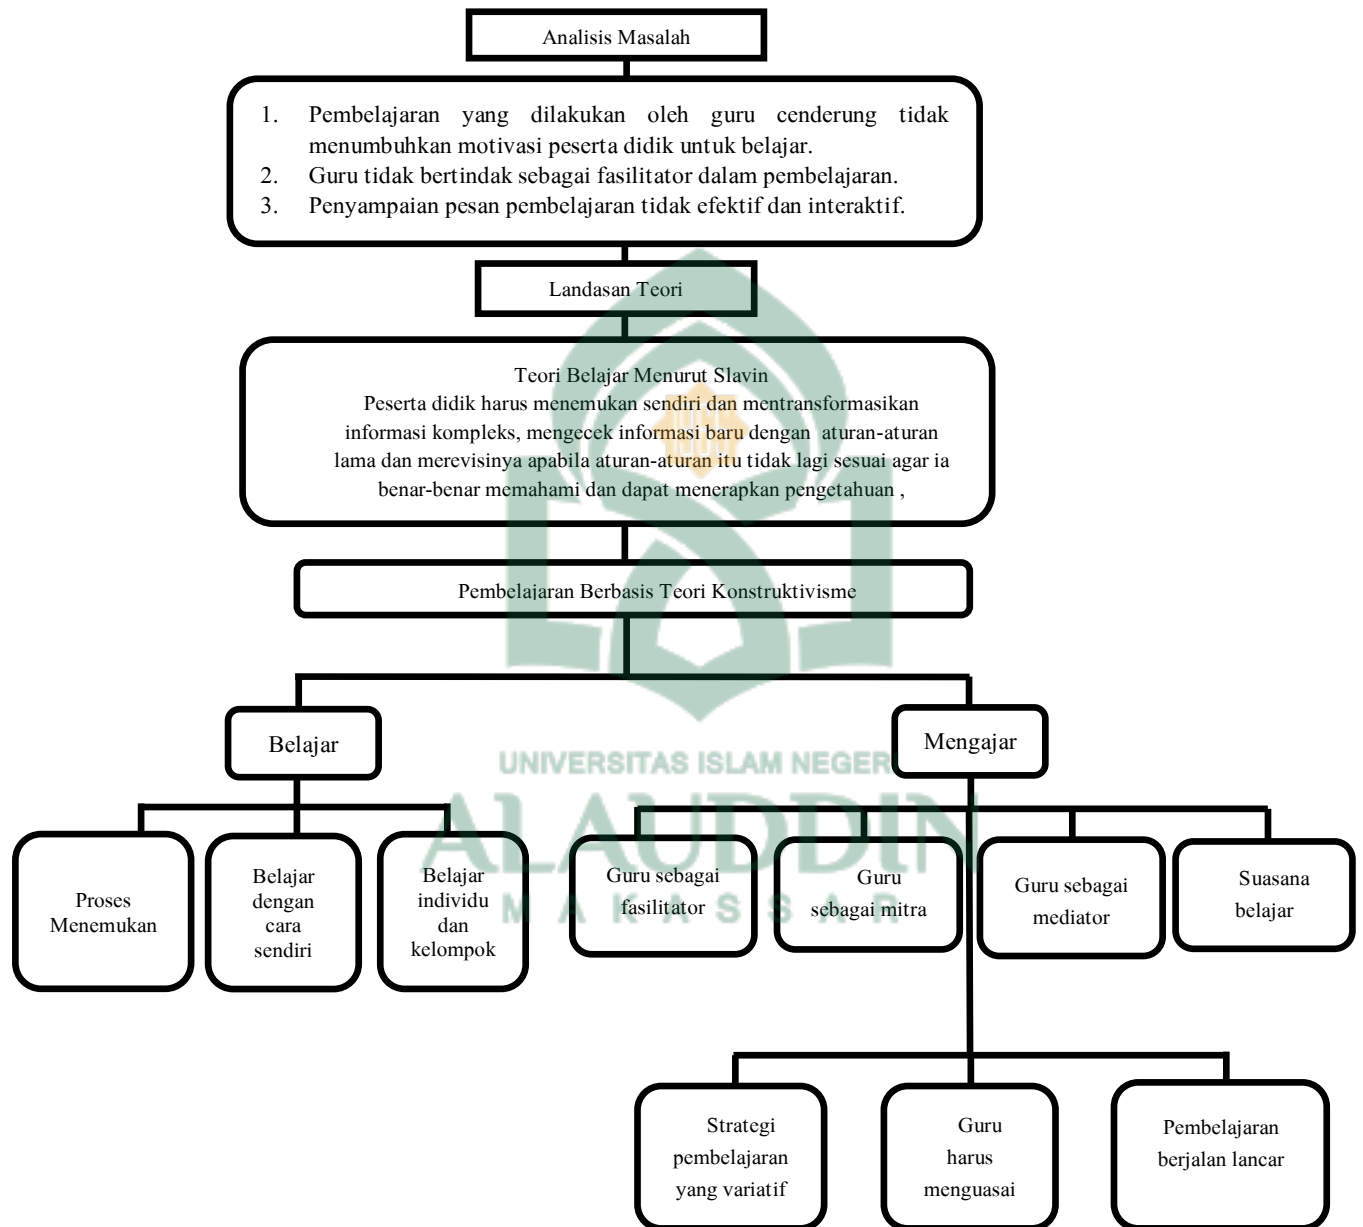 Analisis Masalah
1. Pembelajaran yang dilakukan oleh guru cenderung tidak
menumbuhkan motivasi peserta didik untuk belajar.
2. Guru tidak bertindak sebagai fasilitator dalam pembelajaran.
3. Penyampaian pesan pembelajaran tidak efektif dan interaktif.
Landasan Teori
Teori Belajar Menurut Slavin
Peserta didik harus menemukan sendiri dan mentransformasikan
informasi kompleks, mengecek informasi baru dengan aturan-aturan
lama dan merevisinya apabila aturan-aturan itu tidak lagi sesuai agar ia
benar-benar memahami dan dapat menerapkan pengetahuan ,
Pembelajaran Berbasis Teori Konstruktivisme
Belajar
Mengajar
UNIVERSITAS ISLAM NEGERI
ALAUDDIN
MAKASSAR
Proses
Menemukan
Belajar
dengan
cara
sendiri
Belajar
individu
dan
kelompok
Guru sebagai
fasilitator
Guru
sebagai mitra
Guru sebagai
mediator
Suasana
belajar
Strategi
pembelajaran
yang variatif
Guru
harus
menguasai
Pembelajaran
berjalan lancar